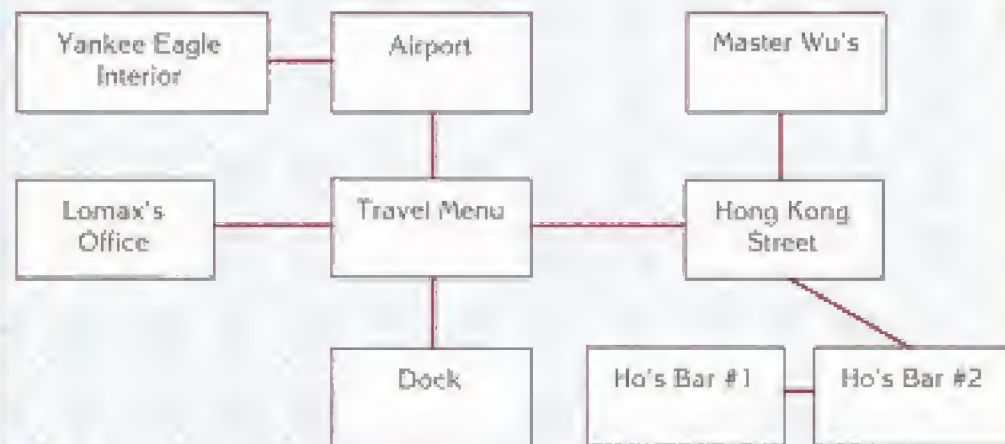 Yankee Eagle
Interior
Airport
Master Wu's
Lomax's
Office
Travel Menu
Hong Kong
Street
Dock
Ho's Bar #1
Ho's Bar #2